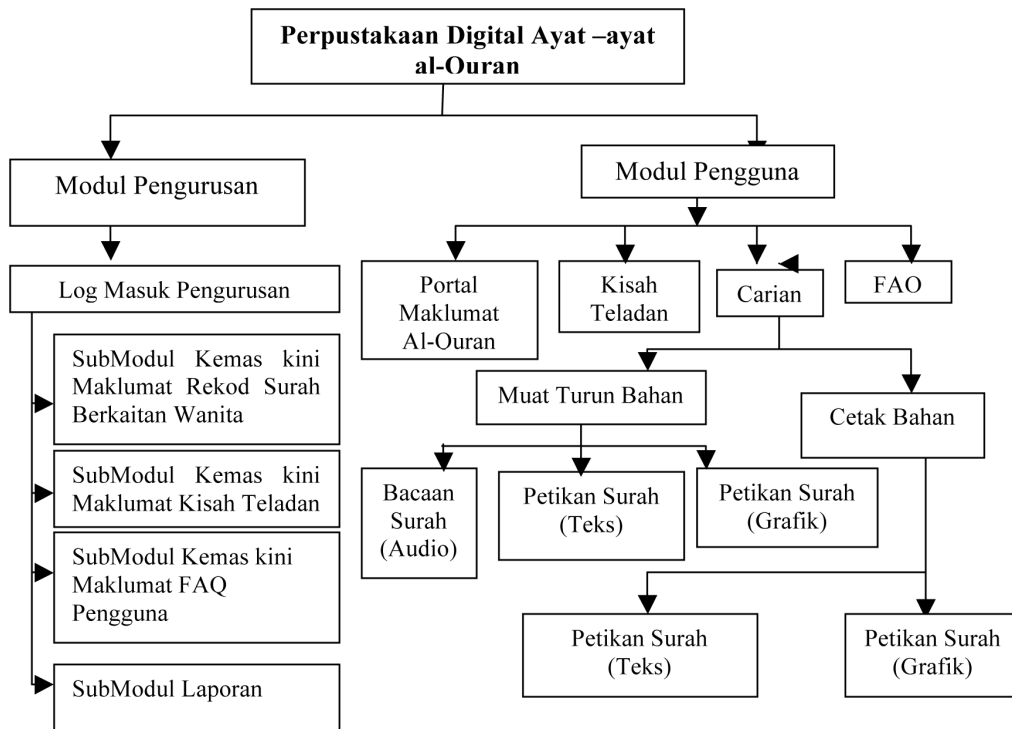 Perpustakaan Digital Ayat –ayat
al-Ouran
Modul Pengurusan
Modul Pengguna
Log Masuk Pengurusan
Portal
Maklumat
Al-Ouran
Kisah
Teladan
Carian
FAO
SubModul Kemas kini
Maklumat Rekod Surah
Berkaitan Wanita
Muat Turun Bahan
Cetak Bahan
SubModul Kemas kini
Maklumat Kisah Teladan
Bacaan
Surah
(Audio)
Petikan Surah
(Teks)
Petikan Surah
(Grafik)
SubModul Kemas kini
Maklumat FAQ
Pengguna
Petikan Surah
(Teks)
Petikan Surah
(Grafik)
SubModul Laporan